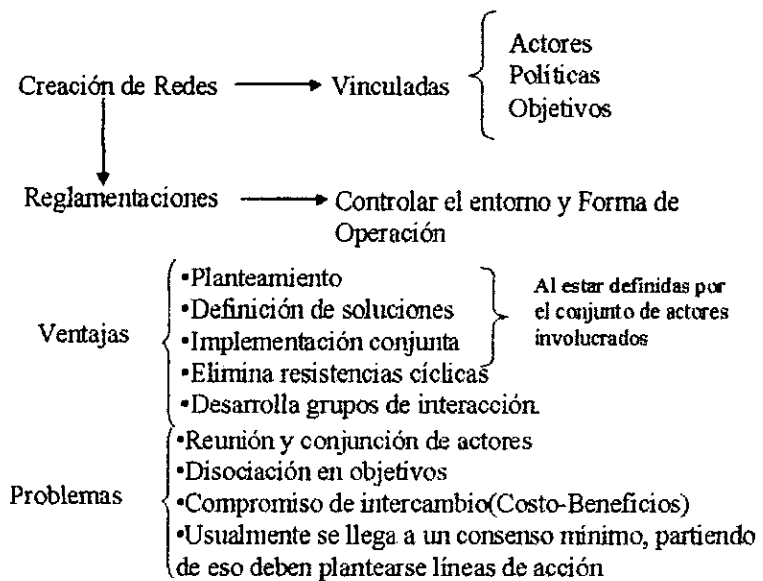 Actores
Políticas
Objetivos
Creación de Redes
Vinculadas
Reglamentaciones
Controlar el entorno y Forma de
Operación
Ventajas
•Planteamiento
•Definición de soluciones
•Implementación conjunta
•Elimina resistencias cíclicas
•Desarrolla grupos de interacción.
Al estar definidas por
el conjunto de actores
involucrados
Problemas
•Reunión y conjunción de actores
•Disociación en objetivos
•Compromiso de intercambio(Costo-Beneficios)
•Usualmente se llega a un consenso mínimo, partiendo
de eso deben plantearse líneas de acción